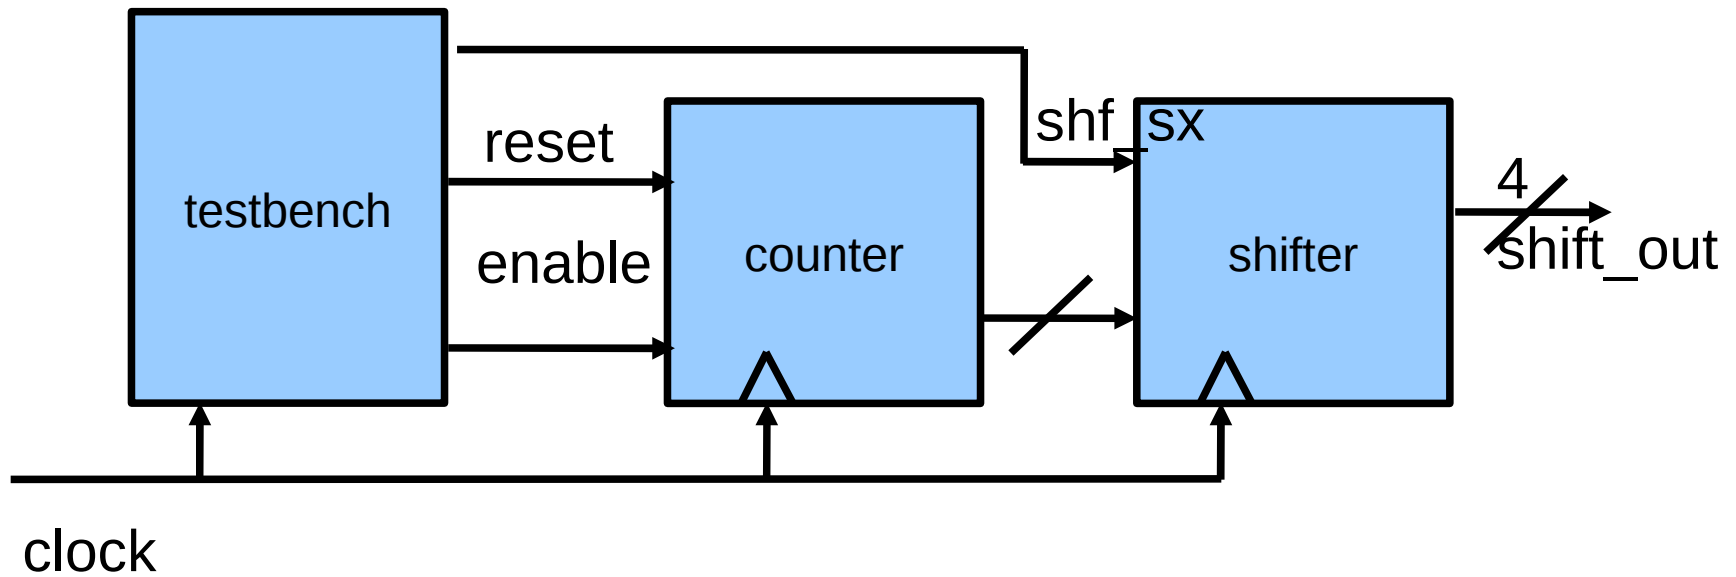 testbench
reset
enable
counter
shf_sx
shifter
4
shift_out
clock